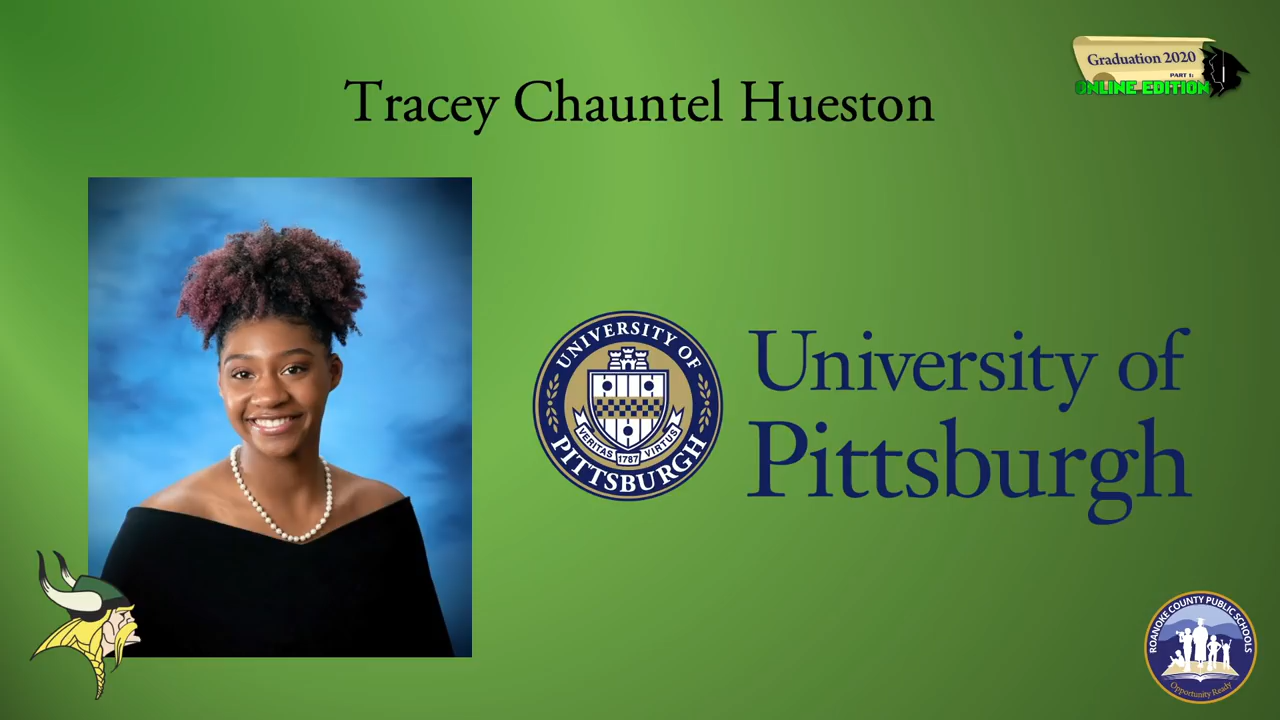 Graduation 2020
PART 1:
ONLINE EDITION
Tracey Chauntel Hueston
UNIVERSITY OF
PITTSBURGH
VERITAS 1787 VIRTUS
University of
Pittsburgh
ROANOKE COUNTY PUBLIC SCHOOLS
Opportunity Ready